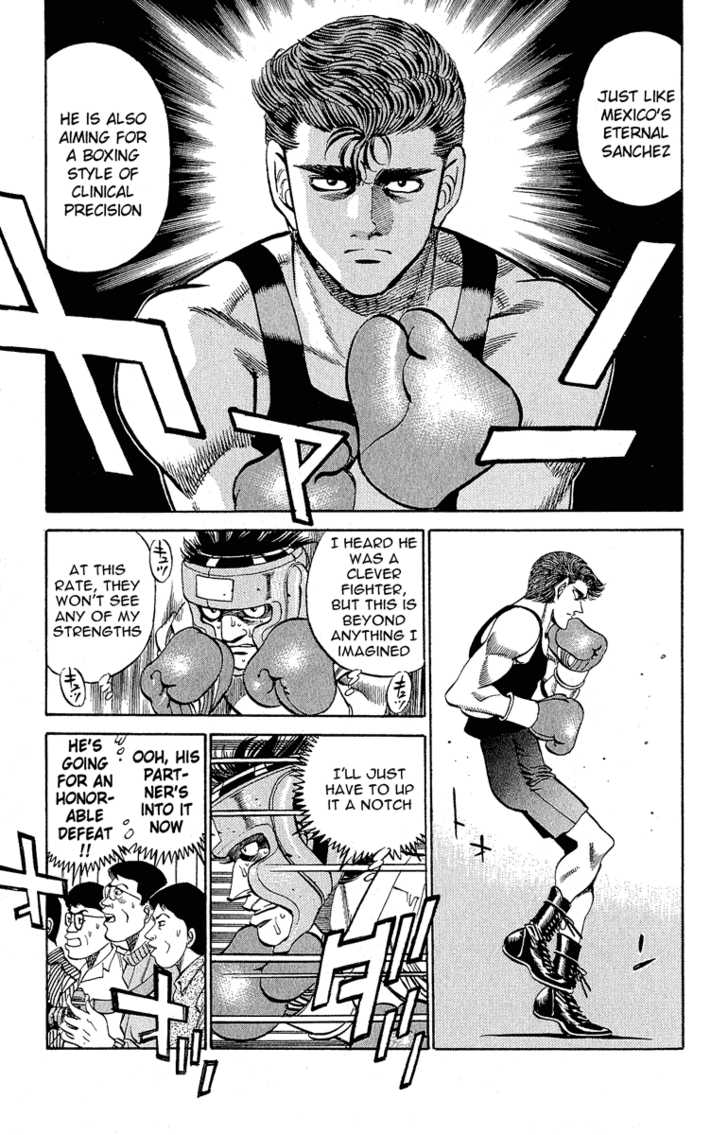 JUST LIKE
MEXICO'S
ETERNAL
SANCHEZ
HE IS ALSO
AIMING FOR
A BOXING
STYLE OF
CLINICAL
PRECISION
I HEARD HE
WAS A
CLEVER
FIGHTER,
BUT THIS IS
BEYOND
ANYTHING I
IMAGINED
AT THIS
RATE, THEY
WON'T SEE
ANY OF MY
STRENGTHS
I'LL JUST
HAVE TO UP
IT A NOTCH
OOH, HIS
PART-
NER'S
INTO IT
NOW
HE'S
GOING
FOR AN
HONOR-
ABLE
DEFEAT
!!